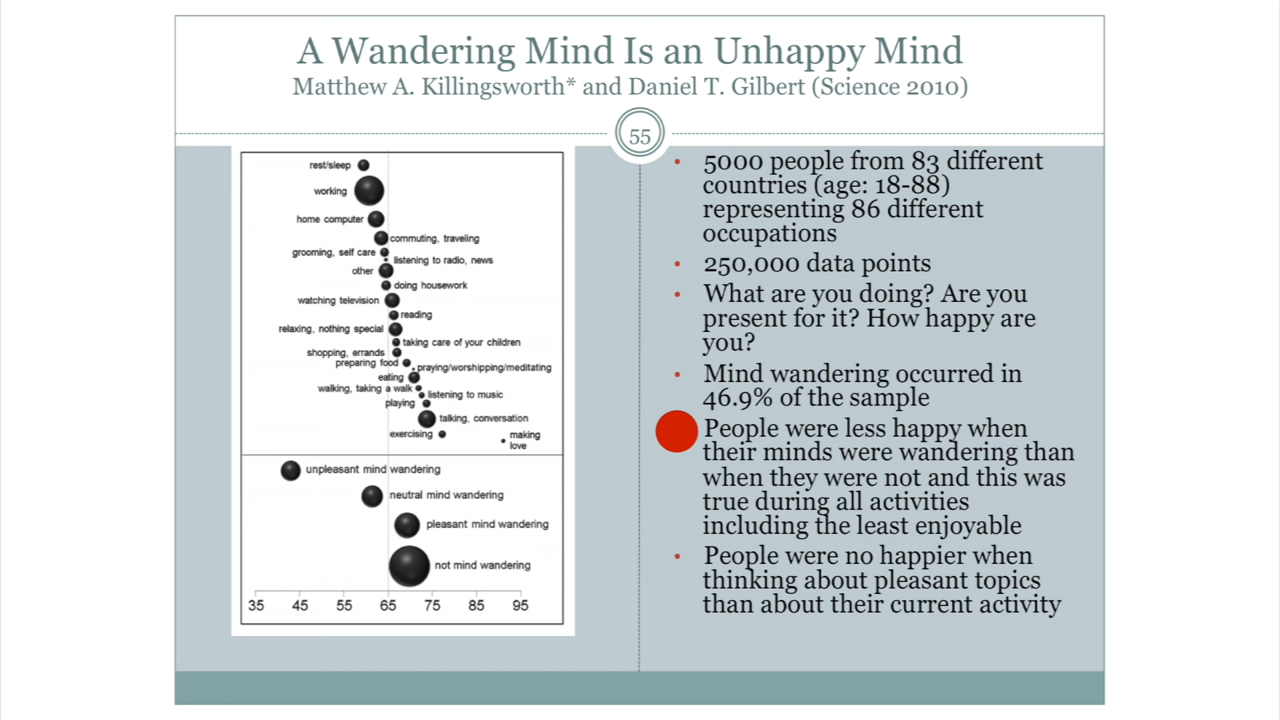 A Wandering Mind Is an Unhappy Mind
Matthew A. Killingsworth* and Daniel T. Gilbert (Science 2010)
55
rest/sleep
working
home computer
commuting, traveling
grooming, self care
listening to radio, news
other
doing housework
watching television
reading
relaxing, nothing special
taking care of your children
shopping, errands
preparing food
praying/worshipping/meditating
eating
walking, taking a walk
listening to music
playing
talking, conversation
exercising
making
love
unpleasant mind wandering
neutral mind wandering
pleasant mind wandering
not mind wandering
35 45 55 65 75 85 95
• 5000 people from 83 different
countries (age: 18-88)
representing 86 different
occupations
• 250,000 data points
• What are you doing? Are you
present for it? How happy are
you?
• Mind wandering occurred in
46.9% of the sample
People were less happy when
their minds were wandering than
when they were not and this was
true during all activities
including the least enjoyable
• People were no happier when
thinking about pleasant topics
than about their current activity